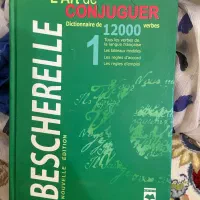 L'Art de
CONJUGUER
Dictionnaire de 12000 verbes
1
Tous les verbes de
la langue française
Les tableaux modèles
Les règles d'accord
Les règles d'emploi
BESCHERELLE
NOUVELLE ÉDITION